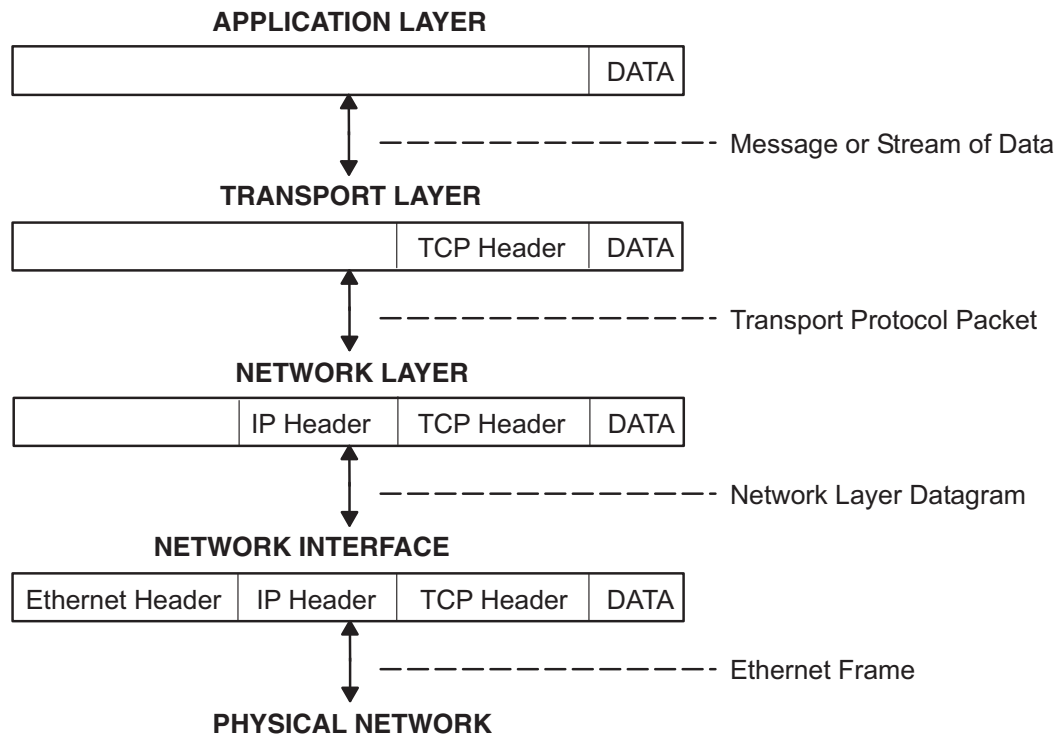 APPLICATION LAYER
DATA
Message or Stream of Data
TRANSPORT LAYER
TCP Header DATA
Transport Protocol Packet
NETWORK LAYER
IP Header TCP Header DATA
Network Layer Datagram
NETWORK INTERFACE
Ethernet Header IP Header TCP Header DATA
Ethernet Frame
PHYSICAL NETWORK